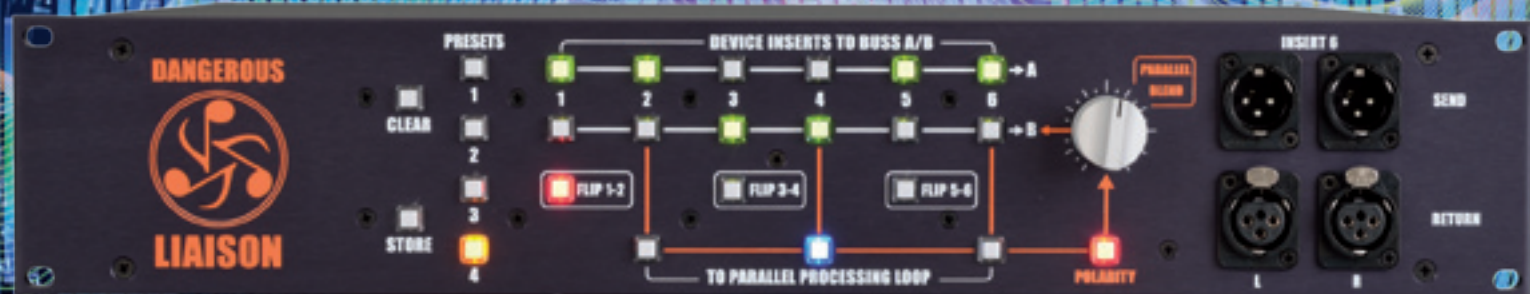 DANGEROUS
LIAISON
CLEAR
STORE
PRESETS
1
2
3
4
DEVICE INSERTS TO BUSS A/B
A
1 2 3 4 5 6
B
FLIP 1-2 FLIP 3-4 FLIP 5-6
TO PARALLEL PROCESSING LOOP
PARALLEL
BLEND
POLARITY
INSERT 6
SEND
RETURN
L R